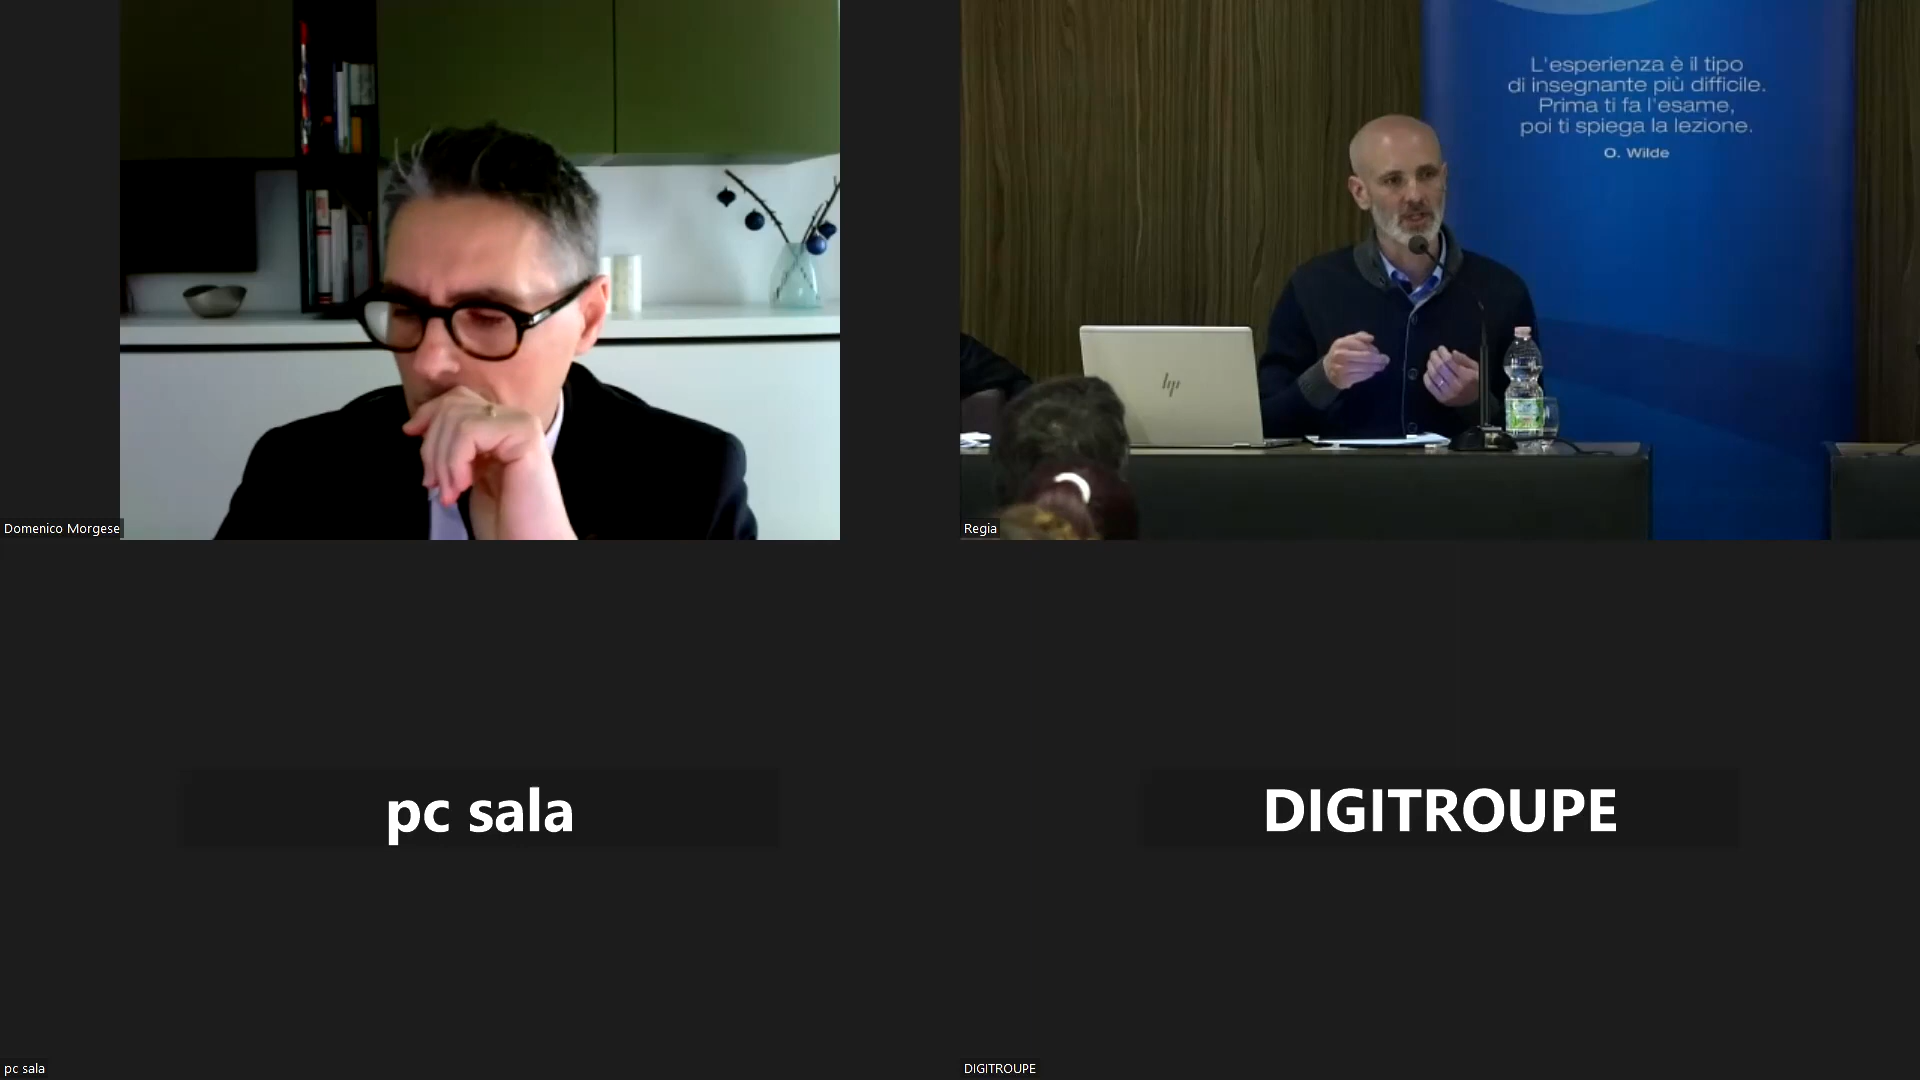 L'esperienza è il tipo
di insegnante più difficile.
Prima ti fa l'esame,
poi ti spiega la lezione.
O. Wilde
hp
Domenico Morgese
Regia
pc sala
DIGITROUPE
pc sala
DIGITROUPE